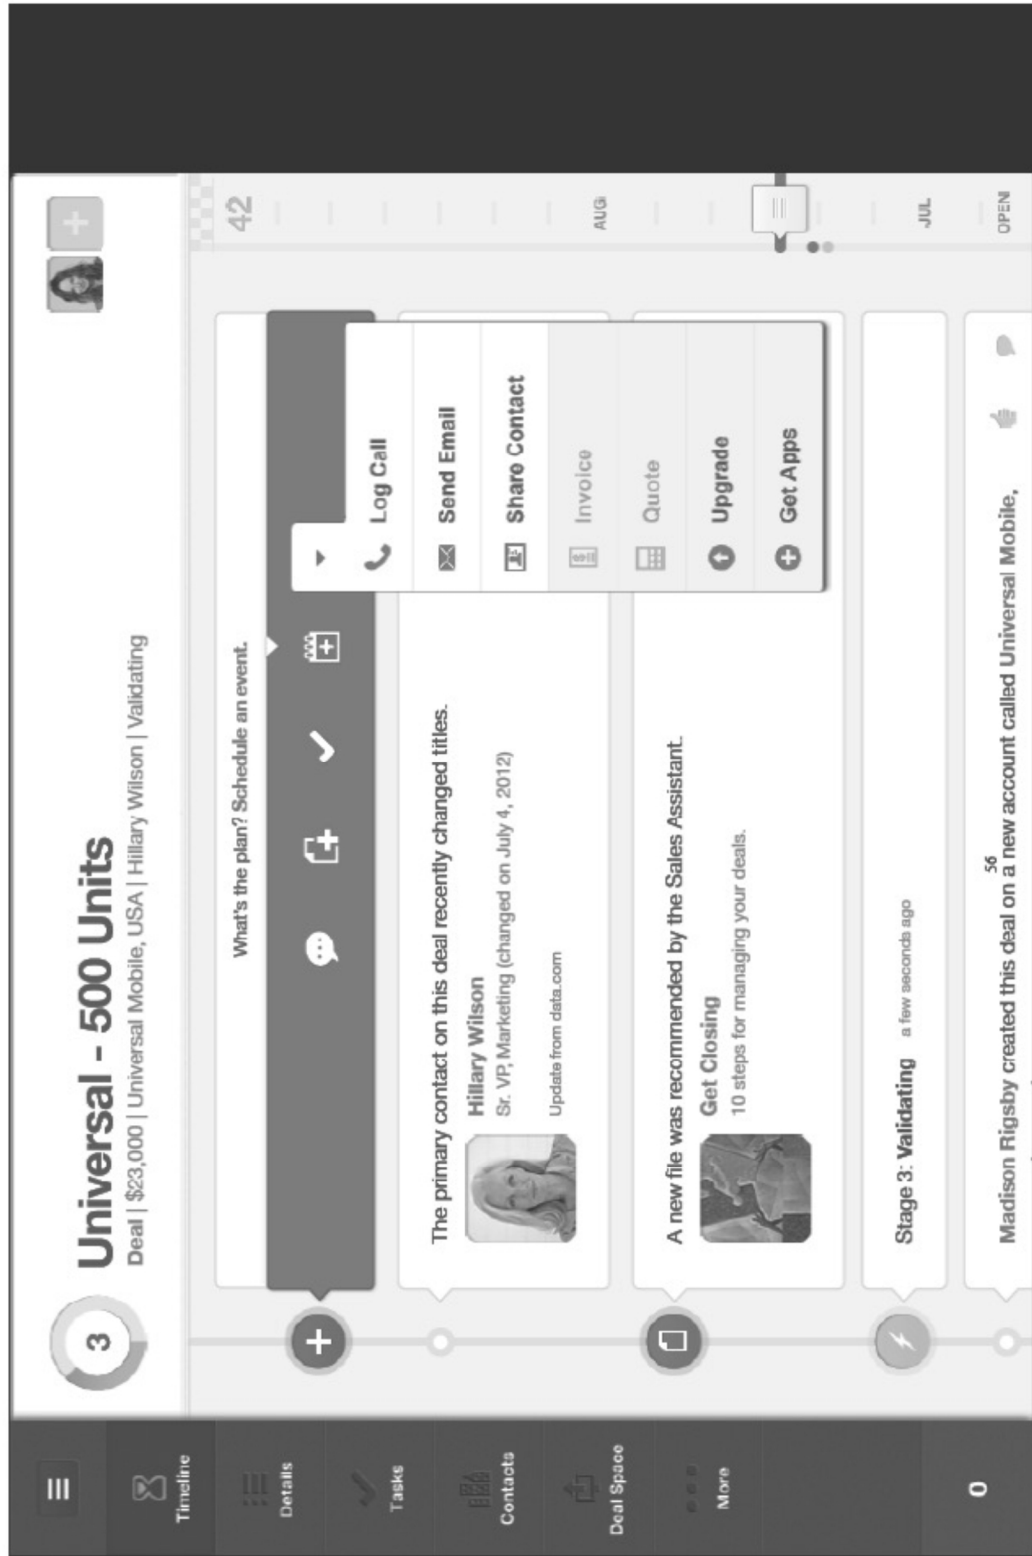 3
Universal - 500 Units
Deal | $23,000 | Universal Mobile, USA | Hillary Wilson | Validating
Timeline
Details
Tasks
Contacts
Deal Space
More
0
What's the plan? Schedule an event.
Log Call
Send Email
Share Contact
Invoice
Quote
Upgrade
Get Apps
The primary contact on this deal recently changed titles.
Hillary Wilson
Sr. VP, Marketing (changed on July 4, 2012)
Update from data.com
A new file was recommended by the Sales Assistant.
Get Closing
10 steps for managing your deals.
Stage 3: Validating a few seconds ago
56
Madison Rigsby created this deal on a new account called Universal Mobile,
42
AUG
JUL
OPEN